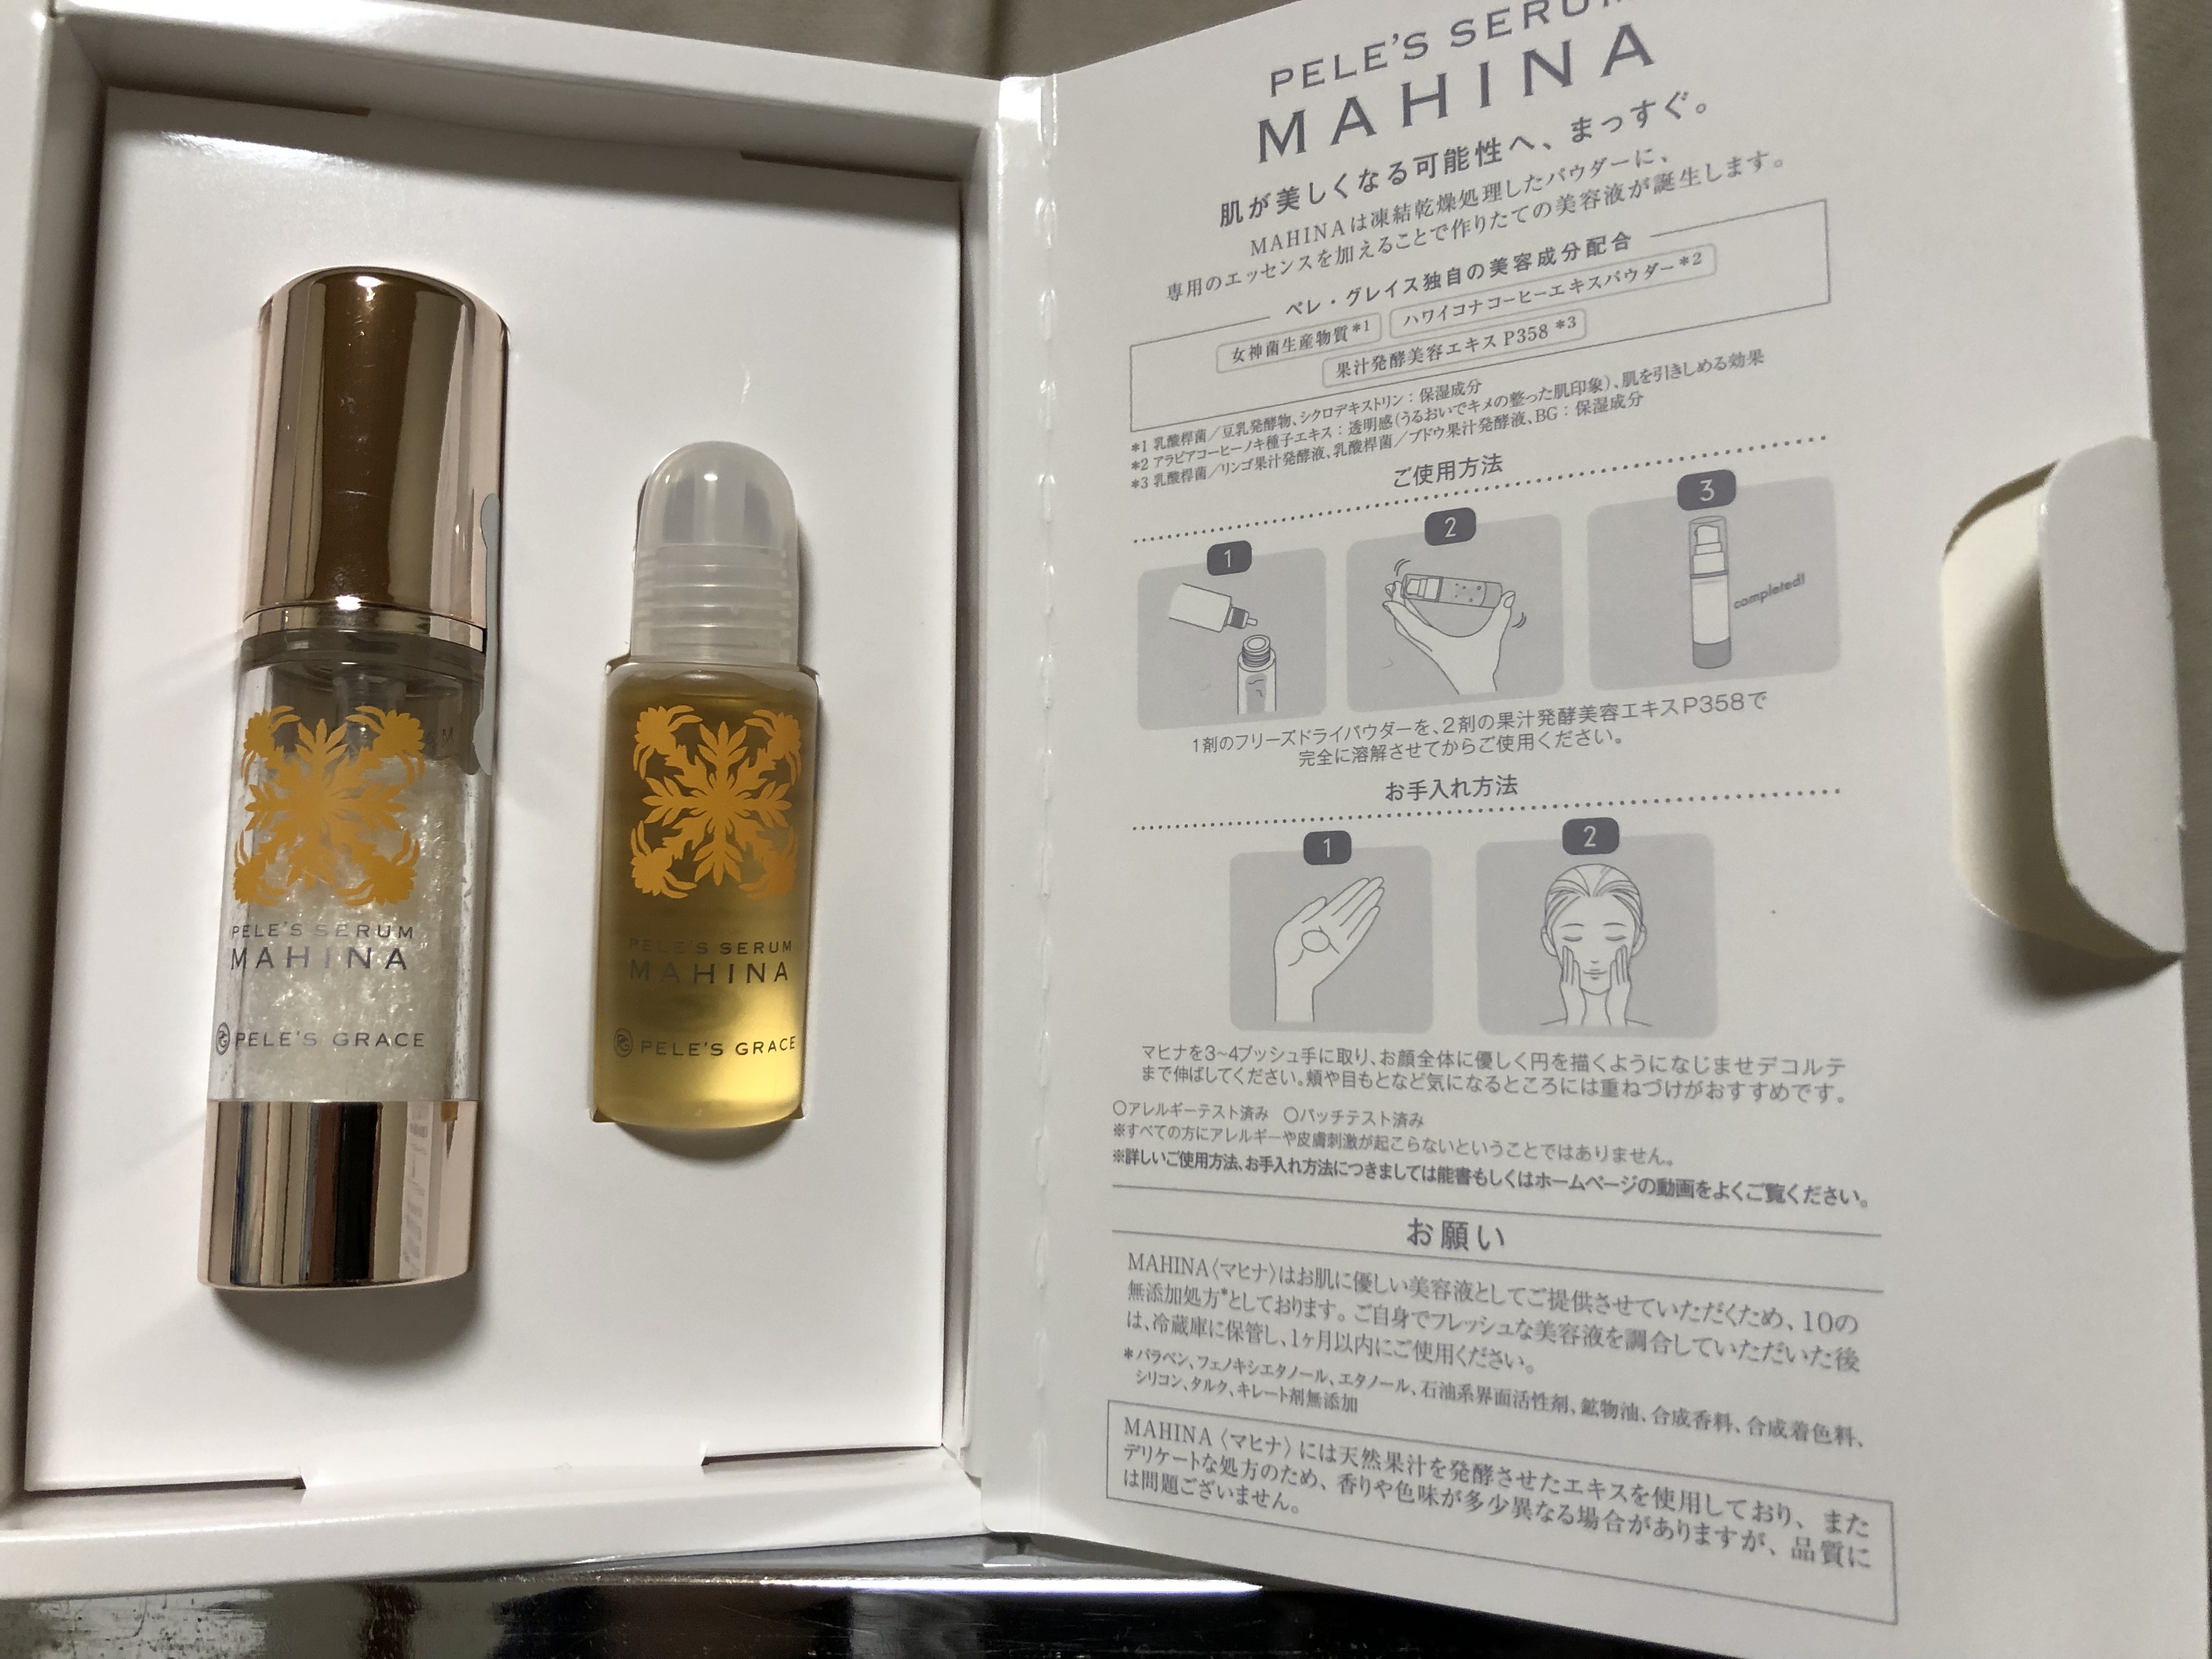 PELE'S SERUM
MAHINA
PELE'S GRACE
PELE'S SERUM
MAHINA
PELE'S GRACE
PELE'S SERUM
MAHINA
肌が美しくなる可能性へ、まっすぐ。
MAHINAは凍結乾燥処理したパウダーに、
専用のエッセンスを加えることで作りたての美容液が誕生します。
ペレ・グレイス独自の美容成分配合
女神菌生産物質*1 ハワイコナコーヒーエキスパウダー*2
果汁発酵美容エキス P358 *3
*1 乳酸桿菌／豆乳発酵物、シクロデキストリン：保湿成分
*2 アラビアコーヒーノキ種子エキス：透明感（うるおいでキメの整った肌印象）、肌を引きしめる効果
*3 乳酸桿菌／リンゴ果汁発酵液、乳酸桿菌／ブドウ果汁発酵液、BG：保湿成分
ご使用方法
1 2 3
completed!
1剤のフリーズドライパウダーを、2剤の果汁発酵美容エキスP358で
完全に溶解させてからご使用ください。
お手入れ方法
1 2
マヒナを3~4プッシュ手に取り、お顔全体に優しく円を描くようになじませデコルテ
まで伸ばしてください。頬や目もとなど気になるところには重ねづけがおすすめです。
○アレルギーテスト済み ○パッチテスト済み
※すべての方にアレルギーや皮膚刺激が起こらないということではありません。
※詳しいご使用方法、お手入れ方法につきましては能書もしくはホームページの動画をよくご覧ください。
お願い
MAHINA〈マヒナ〉はお肌に優しい美容液としてご提供させていただくため、10の
無添加処方*としております。ご自身でフレッシュな美容液を調合していただいた後
は、冷蔵庫に保管し、1ヶ月以内にご使用ください。
*パラベン、フェノキシエタノール、エタノール、石油系界面活性剤、鉱物油、合成香料、合成着色料、
シリコン、タルク、キレート剤無添加
MAHINA〈マヒナ〉には天然果汁を発酵させたエキスを使用しており、また
デリケートな処方のため、香りや色味が多少異なる場合がありますが、品質に
は問題ございません。